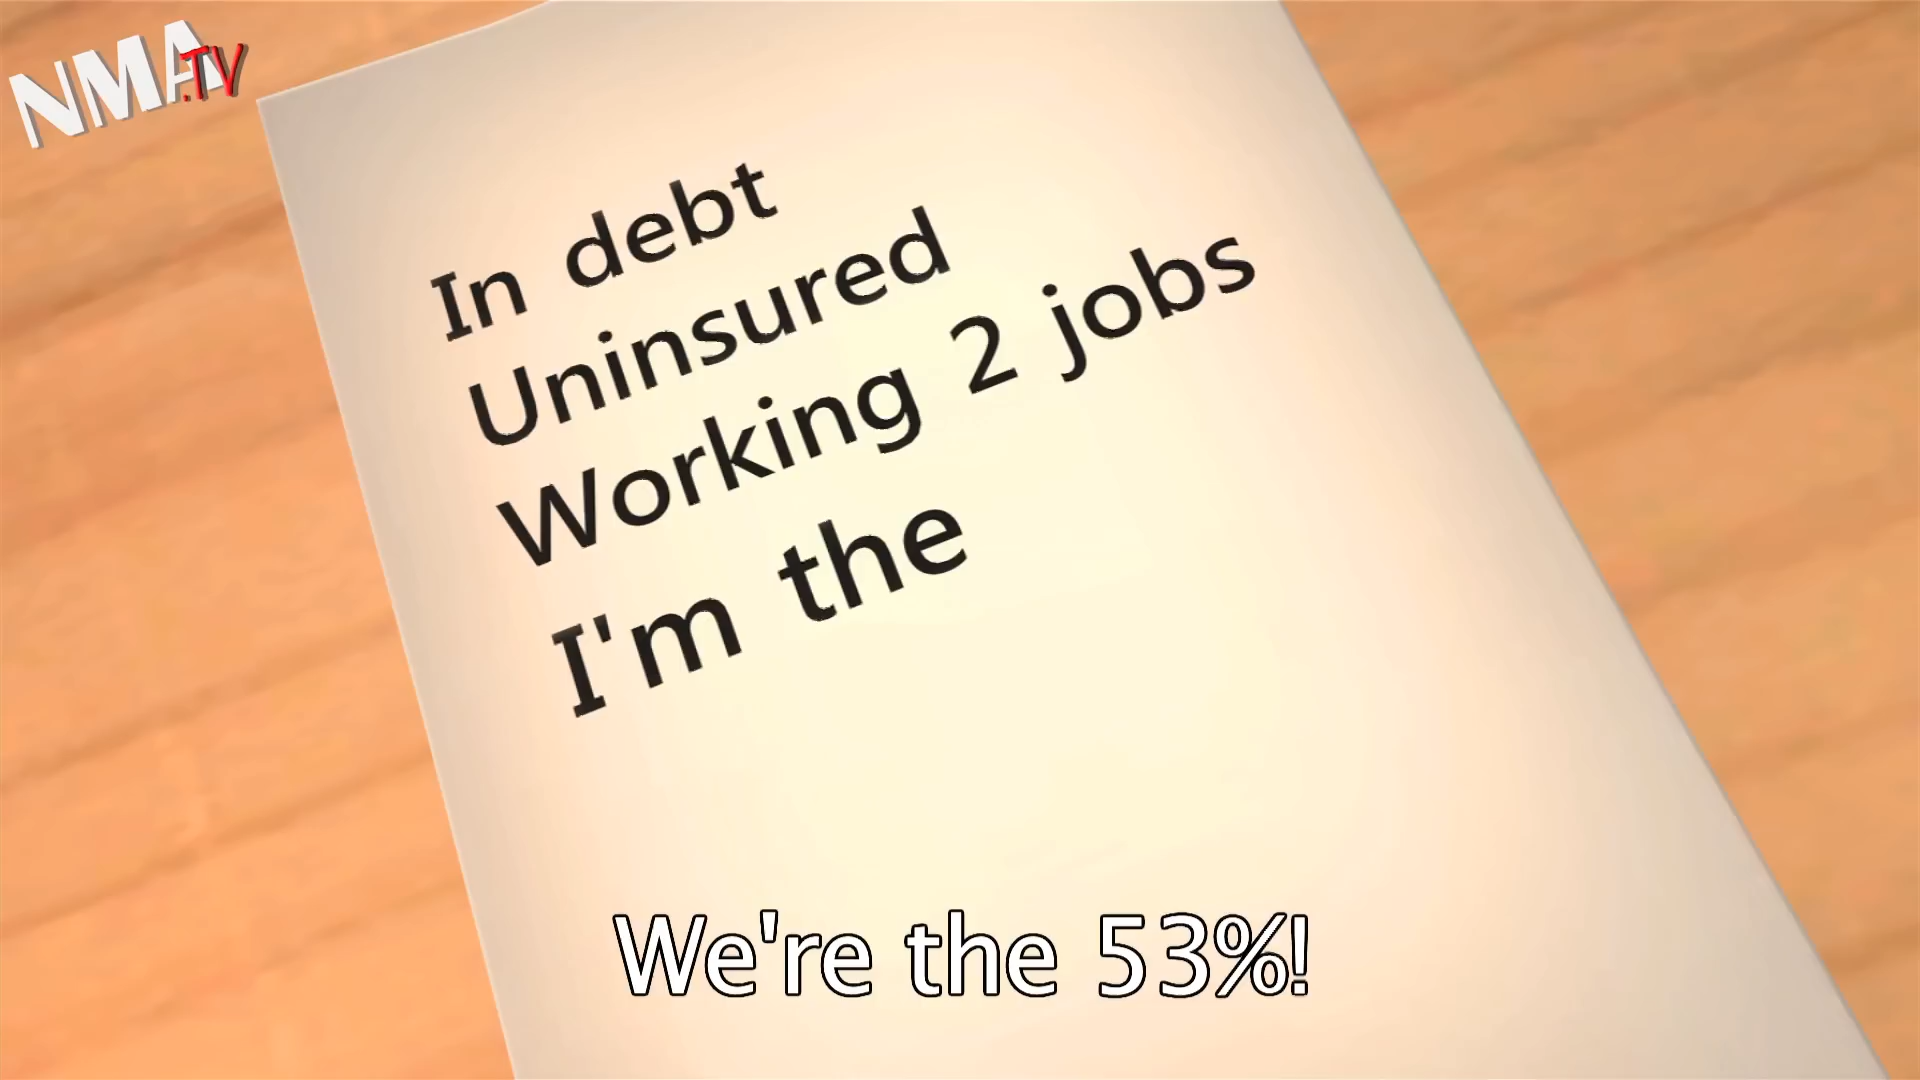 NMA.TV
In debt
Uninsured
Working 2 jobs
I'm the
We're the 53%!